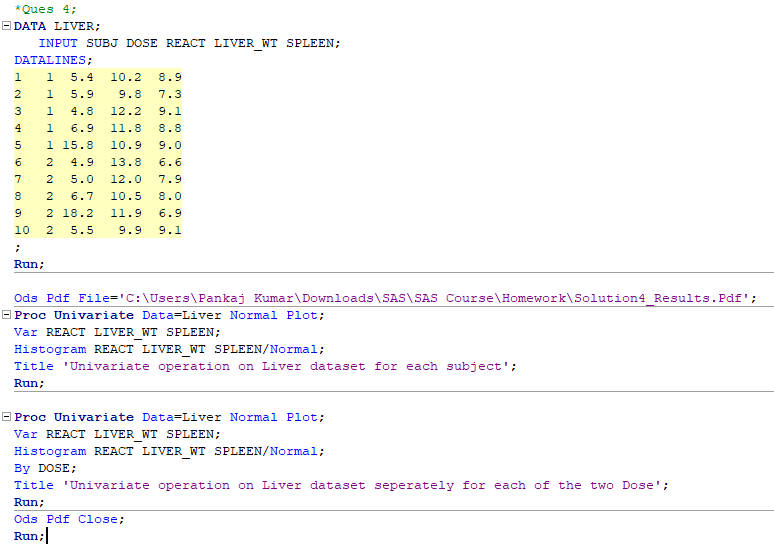 *Ques 4;
DATA LIVER;
INPUT SUBJ DOSE REACT LIVER_WT SPLEEN;
DATALINES;
1 1 5.4 10.2 8.9
2 1 5.9 9.8 7.3
3 1 4.8 12.2 9.1
4 1 6.9 11.8 8.8
5 1 15.8 10.9 9.0
6 2 4.9 13.8 6.6
7 2 5.0 12.0 7.9
8 2 6.7 10.5 8.0
9 2 18.2 11.9 6.9
10 2 5.5 9.9 9.1
;
Run;
Ods Pdf File='C:\Users\Pankaj Kumar\Downloads\SAS\SAS Course\Homework\Solution4_Results.Pdf';
Proc Univariate Data=Liver Normal Plot;
Var REACT LIVER_WT SPLEEN;
Histogram REACT LIVER_WT SPLEEN/Normal;
Title 'Univariate operation on Liver dataset for each subject';
Run;
Proc Univariate Data=Liver Normal Plot;
Var REACT LIVER_WT SPLEEN;
Histogram REACT LIVER_WT SPLEEN/Normal;
By DOSE;
Title 'Univariate operation on Liver dataset seperately for each of the two Dose';
Run;
Ods Pdf Close;
Run;